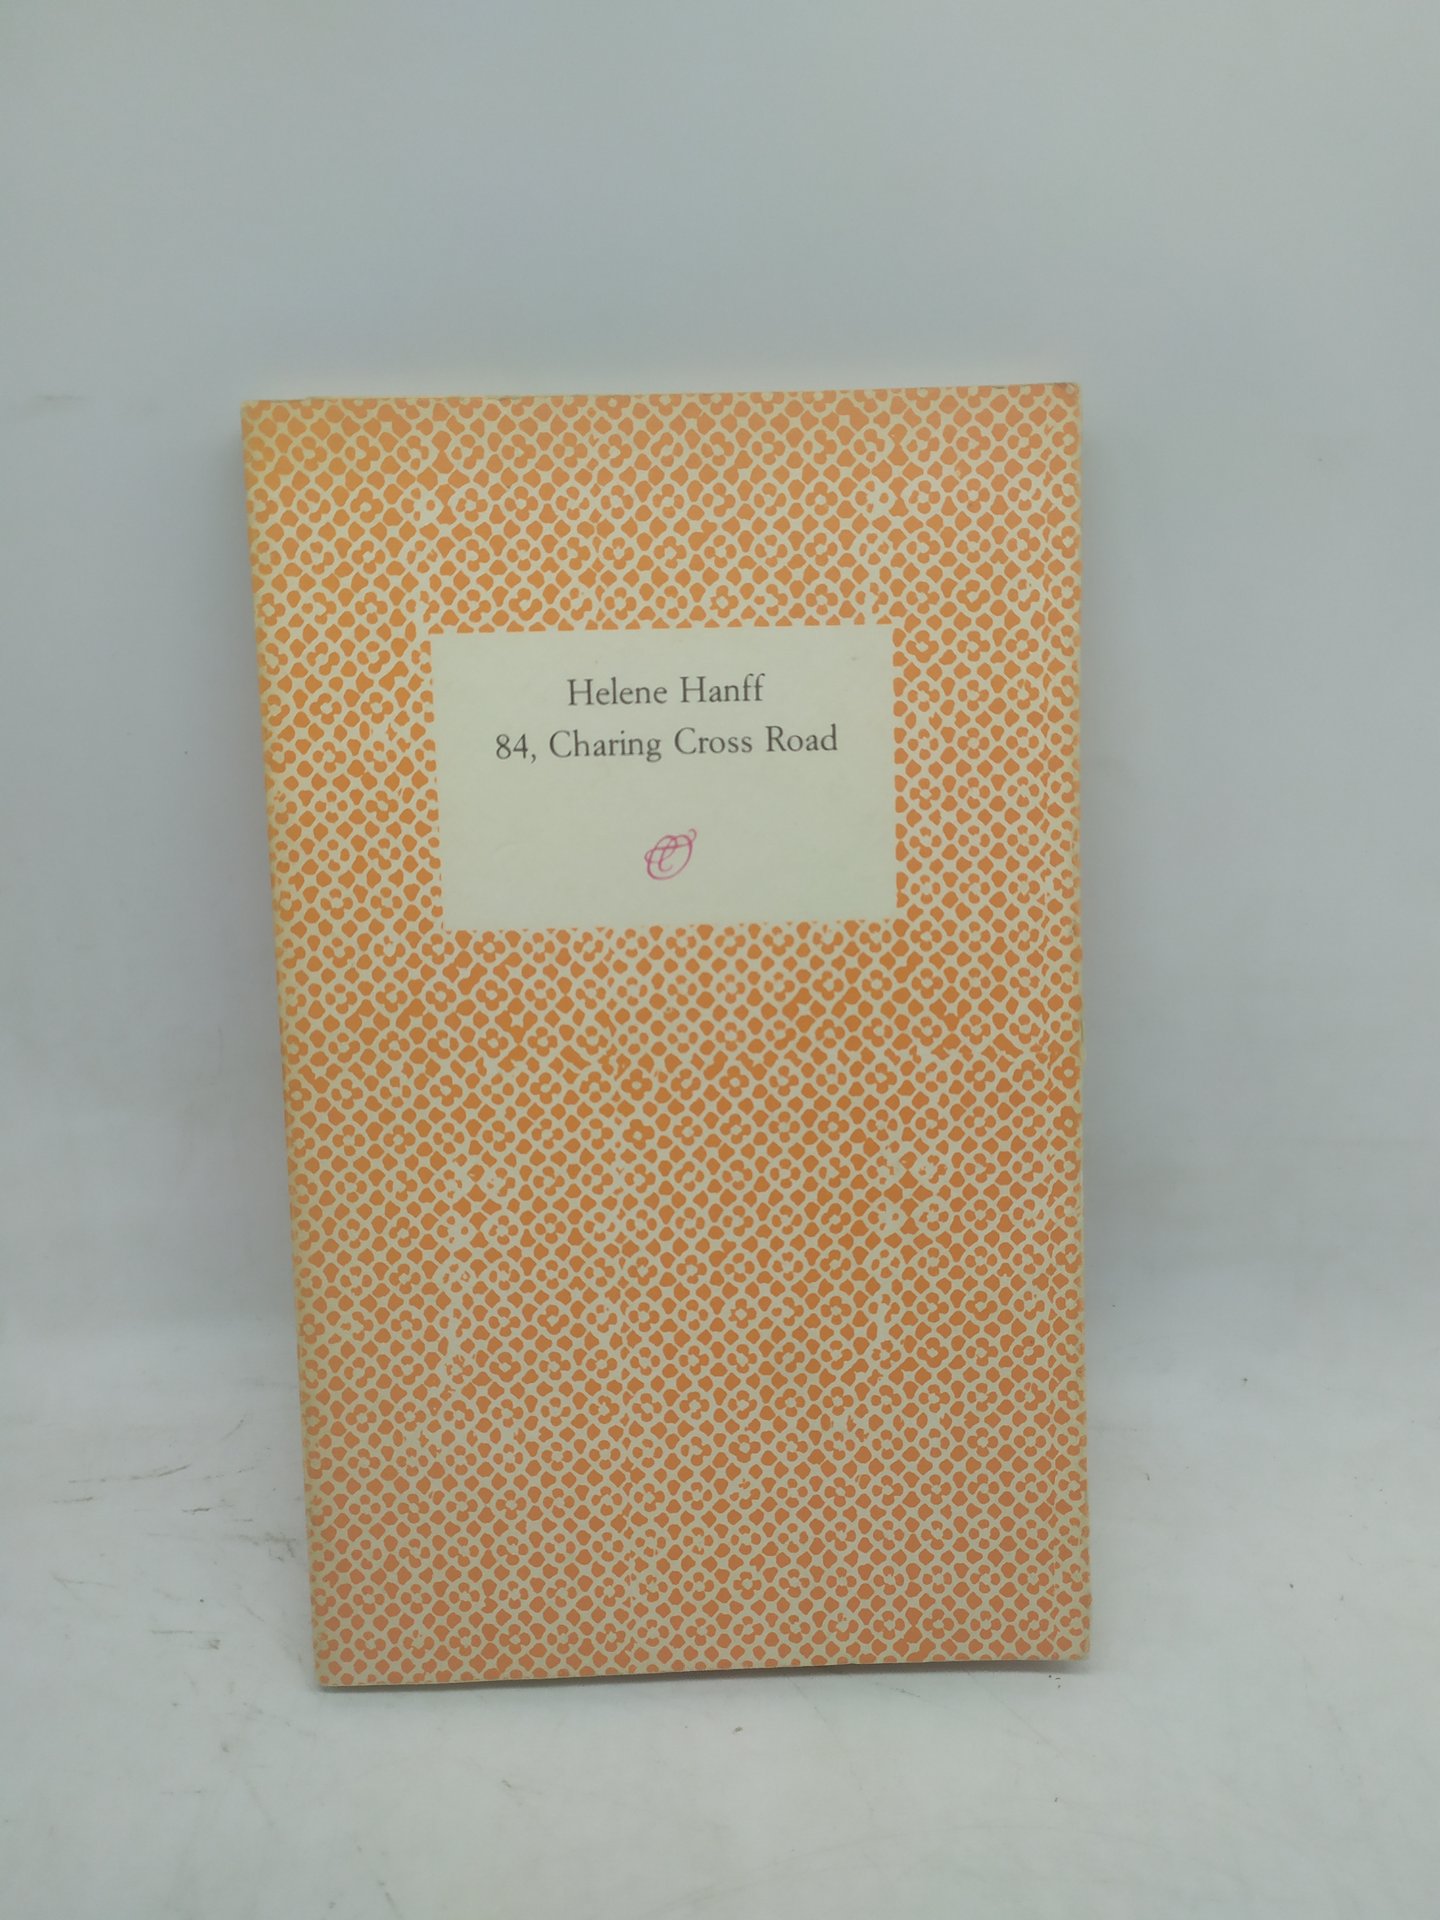 Helene Hanff
84, Charing Cross Road